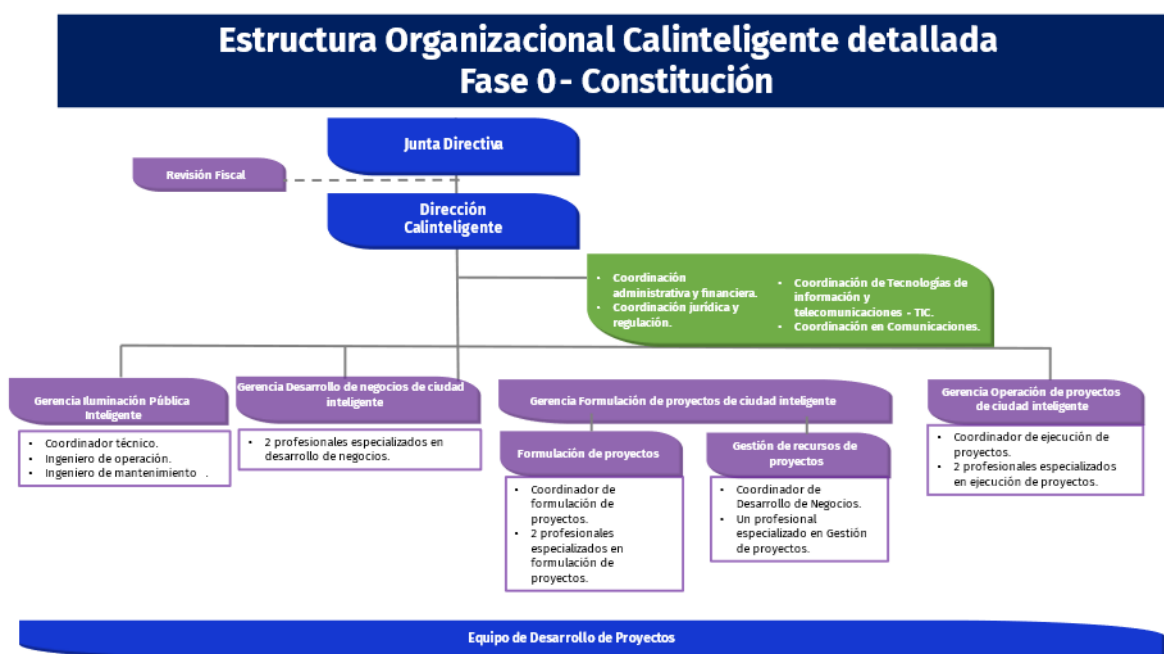 Estructura Organizacional Calinteligente detallada
Fase 0 - Constitución
Junta Directiva
Revisión Fiscal
Dirección
Calinteligente
• Coordinación
administrativa y financiera.
• Coordinación jurídica y
regulación.
• Coordinación de Tecnologías de
información y
telecomunicaciones - TIC.
• Coordinación en Comunicaciones.
Gerencia Iluminación Pública
Inteligente
• Coordinador técnico.
• Ingeniero de operación.
• Ingeniero de mantenimiento .
Gerencia Desarrollo de negocios de ciudad
inteligente
• 2 profesionales especializados en
desarrollo de negocios.
Gerencia Formulación de proyectos de ciudad inteligente
Formulación de proyectos
• Coordinador de
formulación de
proyectos.
• 2 profesionales
especializados en
formulación de
proyectos.
Gestión de recursos de
proyectos
• Coordinador de
Desarrollo de Negocios.
• Un profesional
especializado en Gestión
de proyectos.
Gerencia Operación de proyectos
de ciudad inteligente
• Coordinador de ejecución de
proyectos.
• 2 profesionales especializados
en ejecución de proyectos.
Equipo de Desarrollo de Proyectos